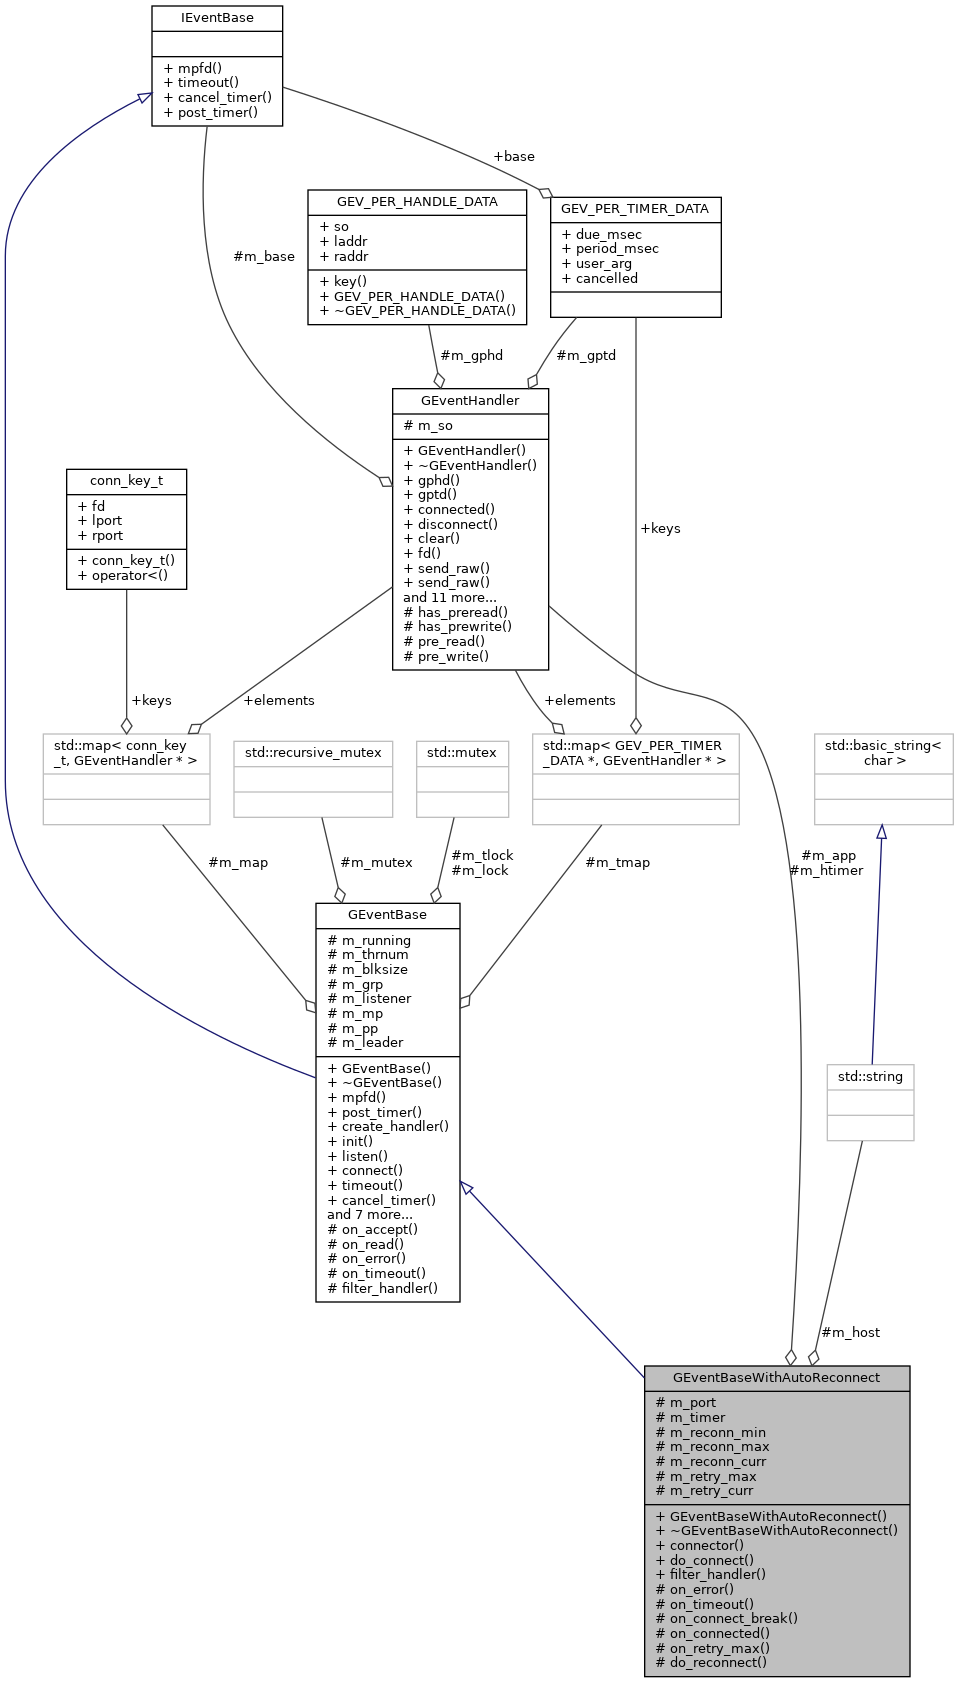 IEventBase
+ mpfd()
+ timeout()
+ cancel_timer()
+ post_timer()
+base
#m_base
GEV_PER_HANDLE_DATA
+ so
+ laddr
+ raddr
+ key()
+ GEV_PER_HANDLE_DATA()
+ ~GEV_PER_HANDLE_DATA()
GEV_PER_TIMER_DATA
+ due_msec
+ period_msec
+ user_arg
+ cancelled
#m_gphd
#m_gptd
GEventHandler
# m_so
+ GEventHandler()
+ ~GEventHandler()
+ gphd()
+ gptd()
+ connected()
+ disconnect()
+ clear()
+ fd()
+ send_raw()
+ send_raw()
and 11 more...
# has_preread()
# has_prewrite()
# pre_read()
# pre_write()
conn_key_t
+ fd
+ lport
+ rport
+ conn_key_t()
+ operator<()
+keys
+keys
+elements
+elements
std::map< conn_key
_t, GEventHandler * >
std::recursive_mutex
std::mutex
std::map< GEV_PER_TIMER
_DATA *, GEventHandler * >
std::basic_string<
char >
#m_map
#m_mutex
#m_tlock
#m_lock
#m_tmap
#m_app
#m_htimer
GEventBase
# m_running
# m_thrnum
# m_blksize
# m_grp
# m_listener
# m_mp
# m_pp
# m_leader
+ GEventBase()
+ ~GEventBase()
+ mpfd()
+ post_timer()
+ create_handler()
+ init()
+ listen()
+ connect()
+ timeout()
+ cancel_timer()
and 7 more...
# on_accept()
# on_read()
# on_error()
# on_timeout()
# filter_handler()
std::string
#m_host
GEventBaseWithAutoReconnect
# m_port
# m_timer
# m_reconn_min
# m_reconn_max
# m_reconn_curr
# m_retry_max
# m_retry_curr
+ GEventBaseWithAutoReconnect()
+ ~GEventBaseWithAutoReconnect()
+ connector()
+ do_connect()
+ filter_handler()
# on_error()
# on_timeout()
# on_connect_break()
# on_connected()
# on_retry_max()
# do_reconnect()